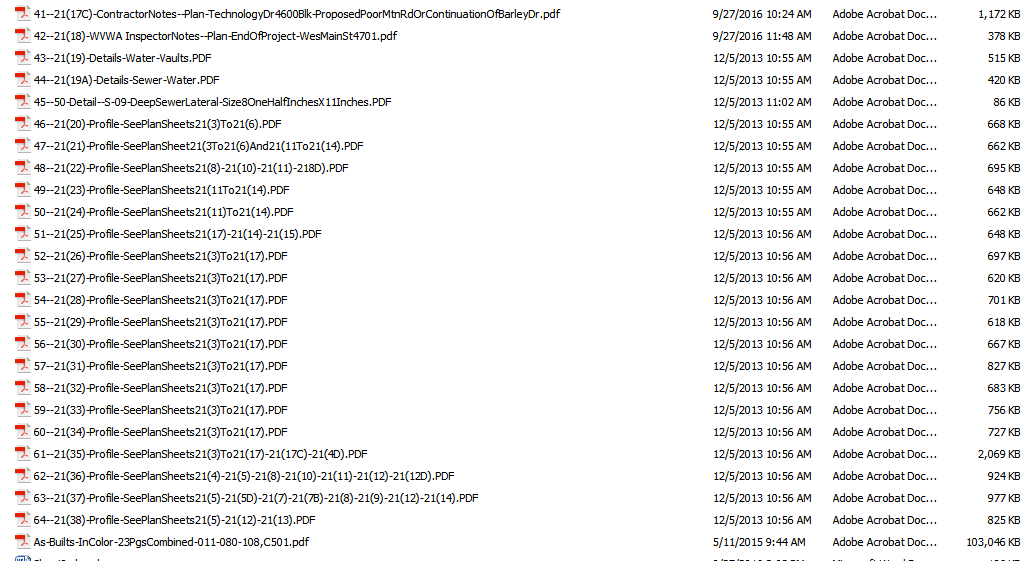 41--21(17C)-ContractorNotes--Plan-TechnologyDr4600Blk-ProposedPoorMtnRdOrContinuationOfBarleyDr.pdf 9/27/2016 10:24 AM Adobe Acrobat Doc... 1,172 KB
42--21(18)-WVWA InspectorNotes--Plan-EndOfProject-WesMainSt4701.pdf 9/27/2016 11:48 AM Adobe Acrobat Doc... 378 KB
43--21(19)-Details-Water-Vaults.PDF 12/5/2013 10:55 AM Adobe Acrobat Doc... 515 KB
44--21(19A)-Details-Sewer-Water.PDF 12/5/2013 10:55 AM Adobe Acrobat Doc... 420 KB
45--50-Detail--S-09-DeepSewerLateral-Size8OneHalfInchesX11Inches.PDF 12/5/2013 11:02 AM Adobe Acrobat Doc... 86 KB
46--21(20)-Profile-SeePlanSheets21(3)To21(6).PDF 12/5/2013 10:55 AM Adobe Acrobat Doc... 668 KB
47--21(21)-Profile-SeePlanSheet21(3To21(6)And21(11To21(14).PDF 12/5/2013 10:55 AM Adobe Acrobat Doc... 662 KB
48--21(22)-Profile-SeePlanSheets21(8)-21(10)-21(11)-218D).PDF 12/5/2013 10:55 AM Adobe Acrobat Doc... 695 KB
49--21(23)-Profile-SeePlanSheets21(11To21(14).PDF 12/5/2013 10:55 AM Adobe Acrobat Doc... 648 KB
50--21(24)-Profile-SeePlanSheets21(11)To21(14).PDF 12/5/2013 10:55 AM Adobe Acrobat Doc... 662 KB
51--21(25)-Profile-SeePlanSheets21(17)-21(14)-21(15).PDF 12/5/2013 10:56 AM Adobe Acrobat Doc... 648 KB
52--21(26)-Profile-SeePlanSheets21(3)To21(17).PDF 12/5/2013 10:56 AM Adobe Acrobat Doc... 697 KB
53--21(27)-Profile-SeePlanSheets21(3)To21(17).PDF 12/5/2013 10:56 AM Adobe Acrobat Doc... 620 KB
54--21(28)-Profile-SeePlanSheets21(3)To21(17).PDF 12/5/2013 10:56 AM Adobe Acrobat Doc... 701 KB
55--21(29)-Profile-SeePlanSheets21(3)To21(17).PDF 12/5/2013 10:56 AM Adobe Acrobat Doc... 618 KB
56--21(30)-Profile-SeePlanSheets21(3)To21(17).PDF 12/5/2013 10:56 AM Adobe Acrobat Doc... 667 KB
57--21(31)-Profile-SeePlanSheets21(3)To21(17).PDF 12/5/2013 10:56 AM Adobe Acrobat Doc... 827 KB
58--21(32)-Profile-SeePlanSheets21(3)To21(17).PDF 12/5/2013 10:56 AM Adobe Acrobat Doc... 683 KB
59--21(33)-Profile-SeePlanSheets21(3)To21(17).PDF 12/5/2013 10:56 AM Adobe Acrobat Doc... 756 KB
60--21(34)-Profile-SeePlanSheets21(3)To21(17).PDF 12/5/2013 10:56 AM Adobe Acrobat Doc... 727 KB
61--21(35)-Profile-SeePlanSheets21(3)To21(17)-21(17C)-21(4D).PDF 12/5/2013 10:56 AM Adobe Acrobat Doc... 2,069 KB
62--21(36)-Profile-SeePlanSheets21(4)-21(5)-21(8)-21(10)-21(11)-21(12)-21(12D).PDF 12/5/2013 10:56 AM Adobe Acrobat Doc... 924 KB
63--21(37)-Profile-SeePlanSheets21(5)-21(5D)-21(7)-21(7B)-21(8)-21(9)-21(12)-21(14).PDF 12/5/2013 10:56 AM Adobe Acrobat Doc... 977 KB
64--21(38)-Profile-SeePlanSheets21(5)-21(12)-21(13).PDF 12/5/2013 10:56 AM Adobe Acrobat Doc... 825 KB
As-Builts-InColor-23PgsCombined-011-080-108,C501.pdf 5/11/2015 9:44 AM Adobe Acrobat Doc... 103,046 KB